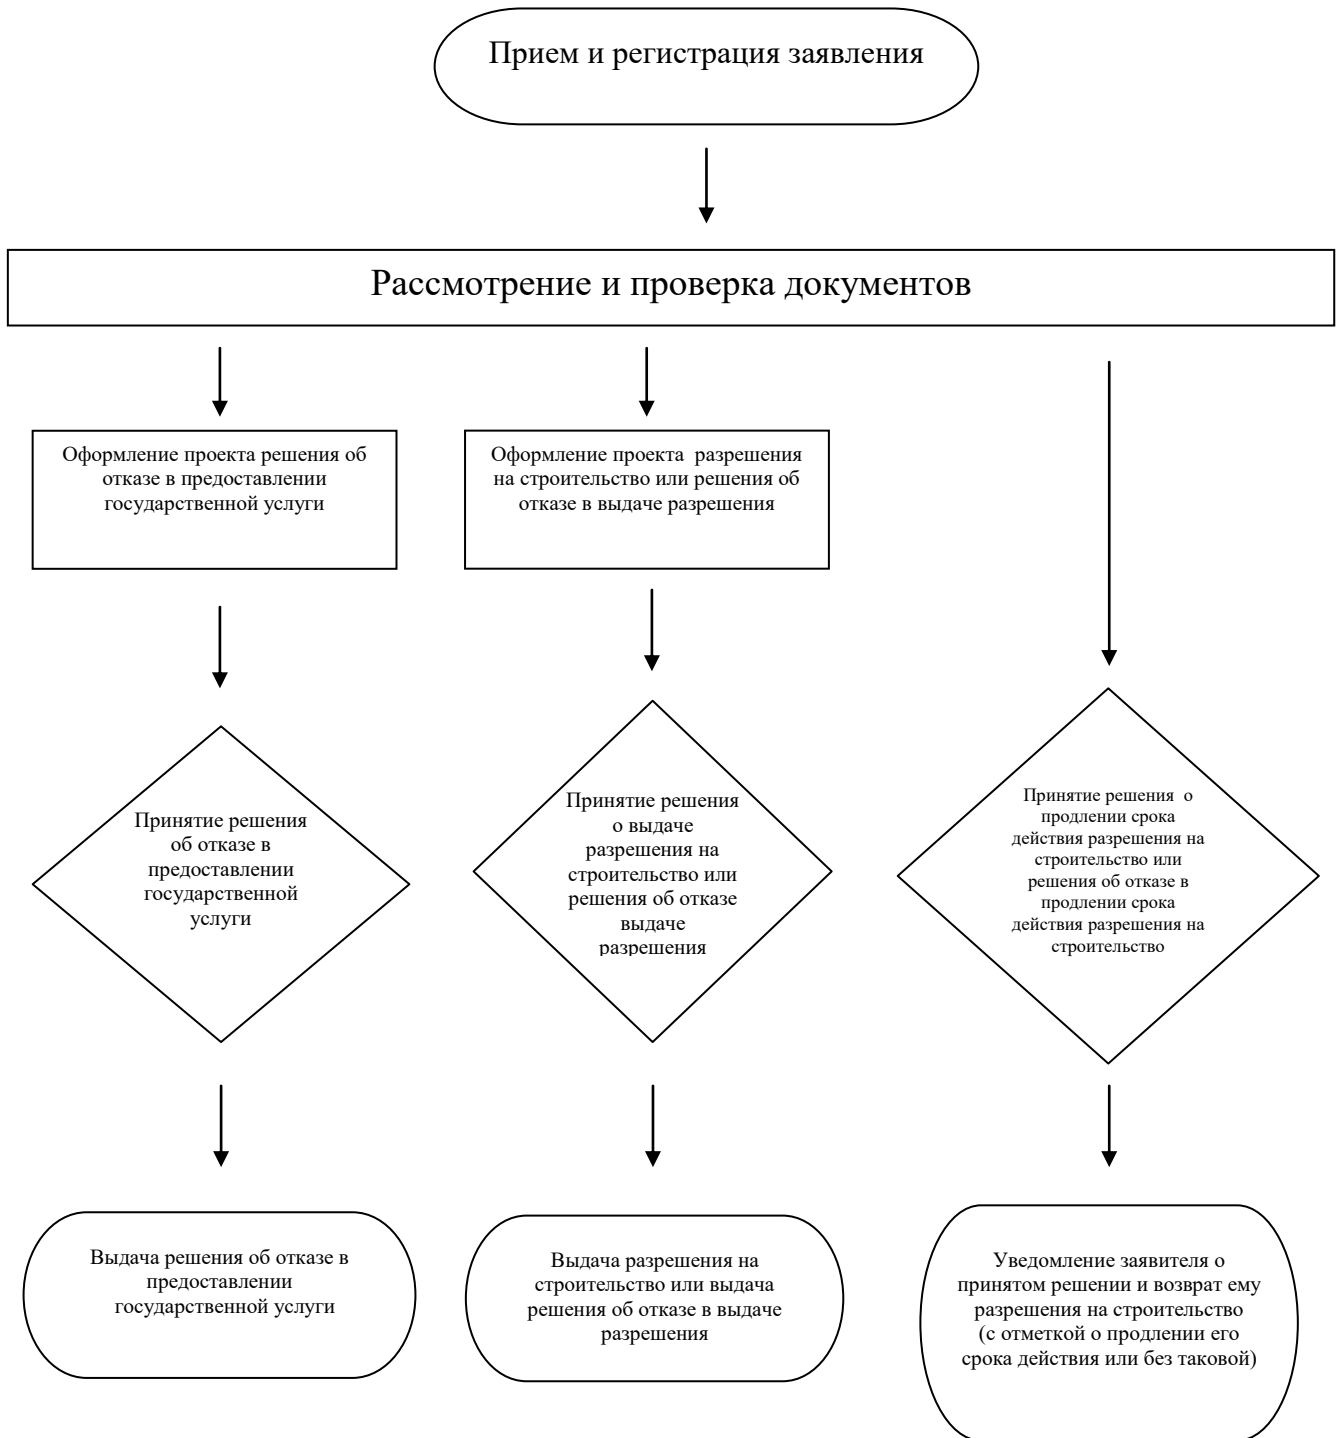 Прием и регистрация заявления
Рассмотрение и проверка документов
Оформление проекта решения об
отказе в предоставлении
государственной услуги
Оформление проекта  разрешения
на строительство или решения об
отказе в выдаче разрешения
Принятие решения
об отказе в
предоставлении
государственной
услуги
Принятие решения
о выдаче
разрешения на
строительство или
решения об отказе
выдаче
разрешения
Принятие решения  о
продлении срока
действия разрешения на
строительство или
решения об отказе в
продлении срока
действия разрешения на
строительство
Выдача решения об отказе в
предоставлении
государственной услуги
Выдача разрешения на
строительство или выдача
решения об отказе в выдаче
разрешения
Уведомление заявителя о
принятом решении и возврат ему
разрешения на строительство
(с отметкой о продлении его
срока действия или без таковой)